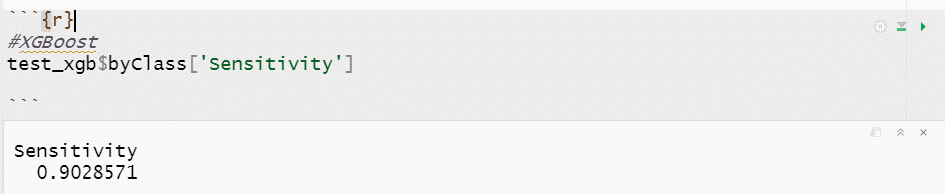 ```{r}
#XGBoost
test_xgb$byClass['Sensitivity']
```
Sensitivity
0.9028571